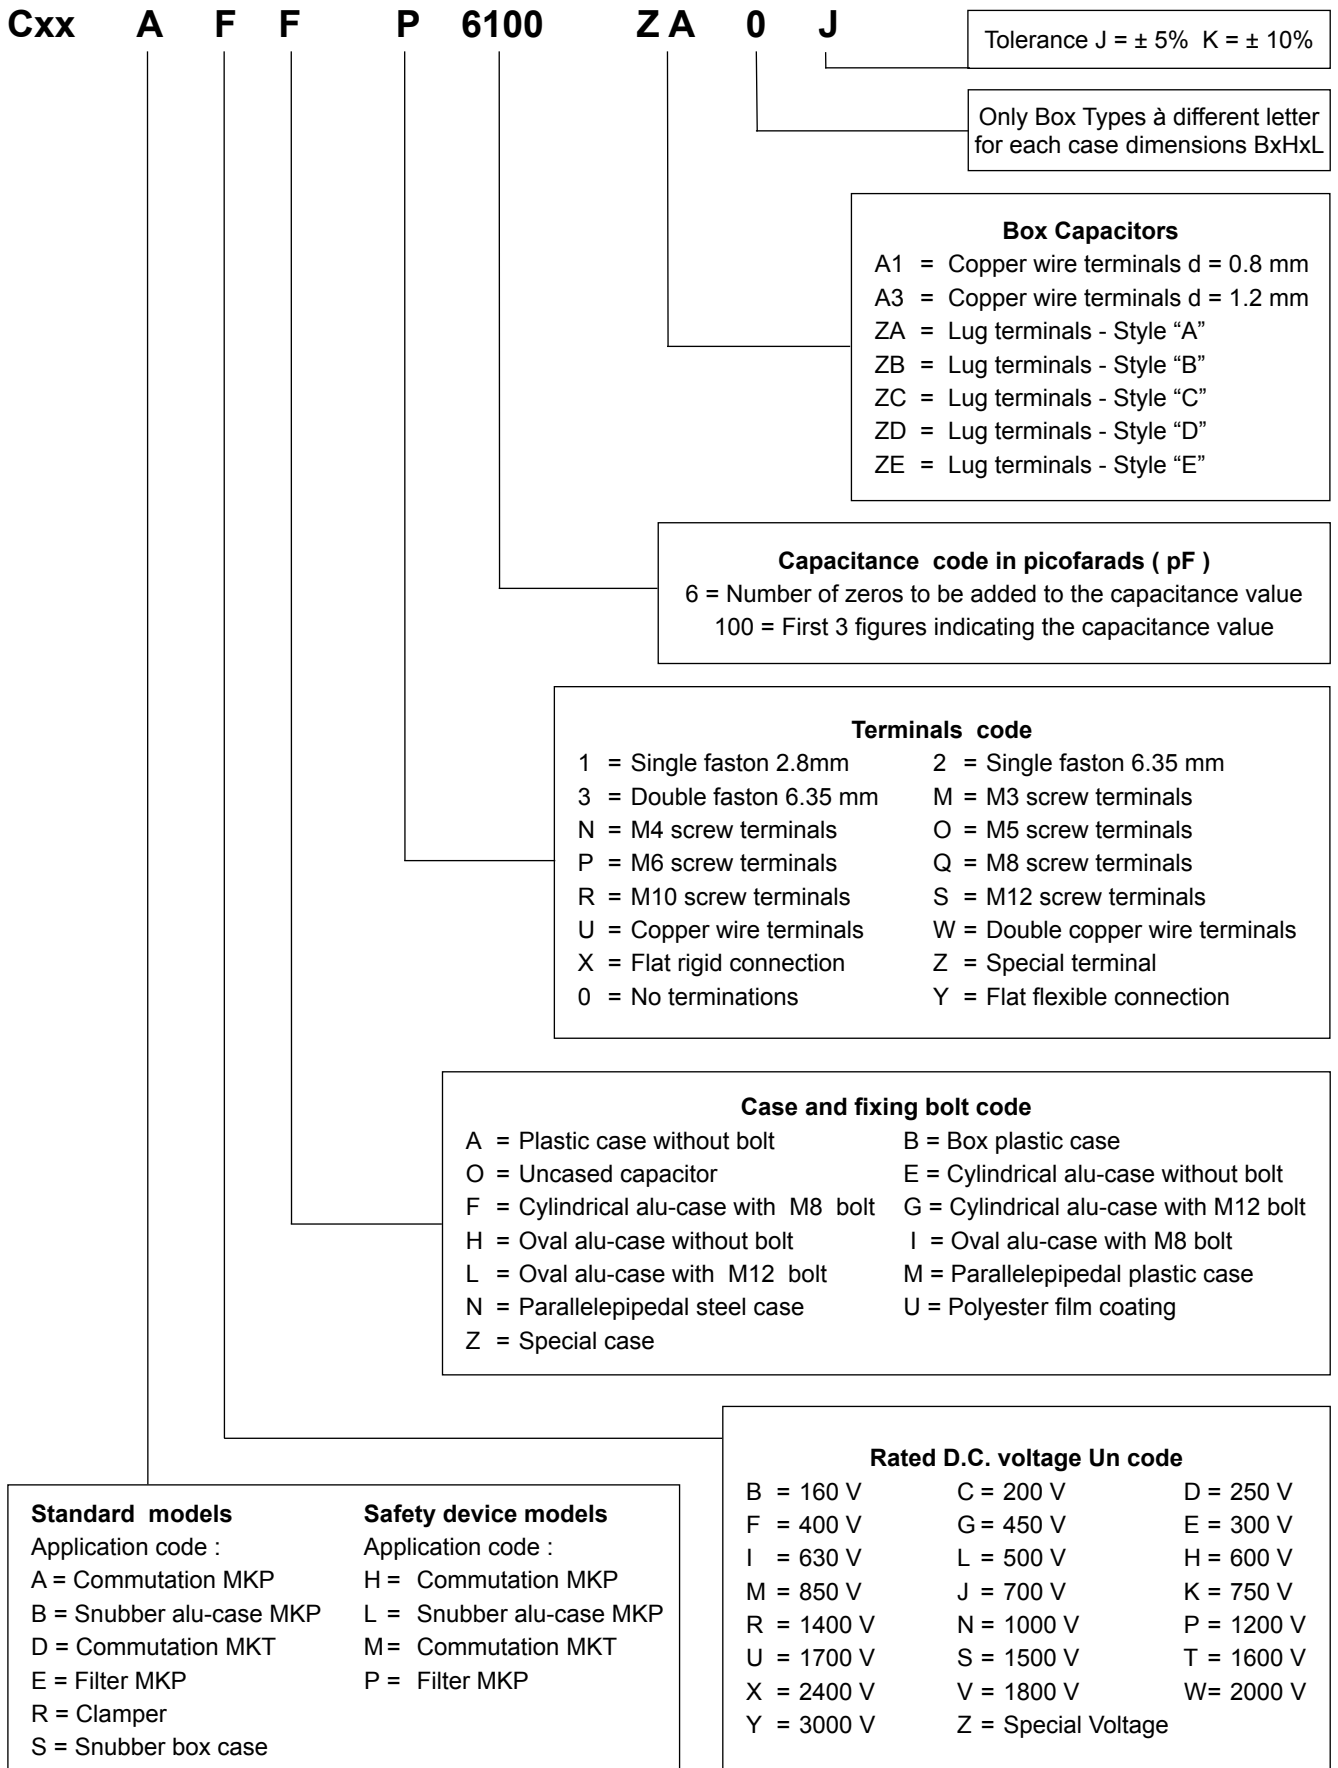 Cxx A F F P 6100 Z A 0 J
Tolerance J = ± 5% K = ± 10%
Only Box Types à different letter
for each case dimensions BxHxL
Box Capacitors
A1 = Copper wire terminals d = 0.8 mm
A3 = Copper wire terminals d = 1.2 mm
ZA = Lug terminals - Style “A”
ZB = Lug terminals - Style “B”
ZC = Lug terminals - Style “C”
ZD = Lug terminals - Style “D”
ZE = Lug terminals - Style “E”
Capacitance code in picofarads ( pF )
6 = Number of zeros to be added to the capacitance value
100 = First 3 figures indicating the capacitance value
Terminals code
1 = Single faston 2.8mm 2 = Single faston 6.35 mm
3 = Double faston 6.35 mm M = M3 screw terminals
N = M4 screw terminals O = M5 screw terminals
P = M6 screw terminals Q = M8 screw terminals
R = M10 screw terminals S = M12 screw terminals
U = Copper wire terminals W = Double copper wire terminals
X = Flat rigid connection Z = Special terminal
0 = No terminations Y = Flat flexible connection
Case and fixing bolt code
A = Plastic case without bolt B = Box plastic case
O = Uncased capacitor E = Cylindrical alu-case without bolt
F = Cylindrical alu-case with M8 bolt G = Cylindrical alu-case with M12 bolt
H = Oval alu-case without bolt I = Oval alu-case with M8 bolt
L = Oval alu-case with M12 bolt M = Parallelepipedal plastic case
N = Parallelepipedal steel case U = Polyester film coating
Z = Special case
Rated D.C. voltage Un code
B = 160 V C = 200 V D = 250 V
F = 400 V G = 450 V E = 300 V
I = 630 V L = 500 V H = 600 V
M = 850 V J = 700 V K = 750 V
R = 1400 V N = 1000 V P = 1200 V
U = 1700 V S = 1500 V T = 1600 V
X = 2400 V V = 1800 V W= 2000 V
Y = 3000 V Z = Special Voltage
Standard models Safety device models
Application code : Application code :
A = Commutation MKP H = Commutation MKP
B = Snubber alu-case MKP L = Snubber alu-case MKP
D = Commutation MKT M = Commutation MKT
E = Filter MKP P = Filter MKP
R = Clamper
S = Snubber box case